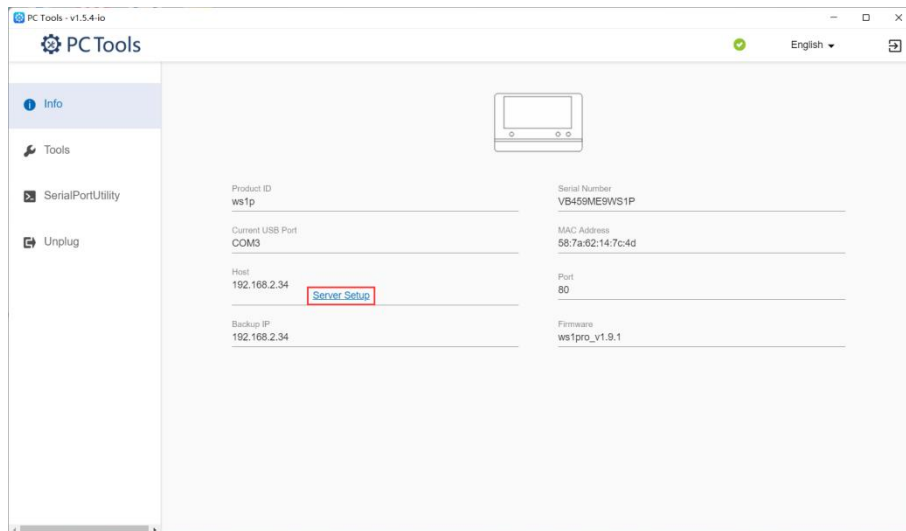 PC Tools - v1.5.4-io
PC Tools
English
Info
Tools
SerialPortUtility
Unplug
Product ID
ws1p
Serial Number
VB459ME9WS1P
Current USB Port
COM3
MAC Address
58:7a:62:14:7c:4d
Host
192.168.2.34
Server Setup
Port
80
Backup IP
192.168.2.34
Firmware
ws1pro_v1.9.1